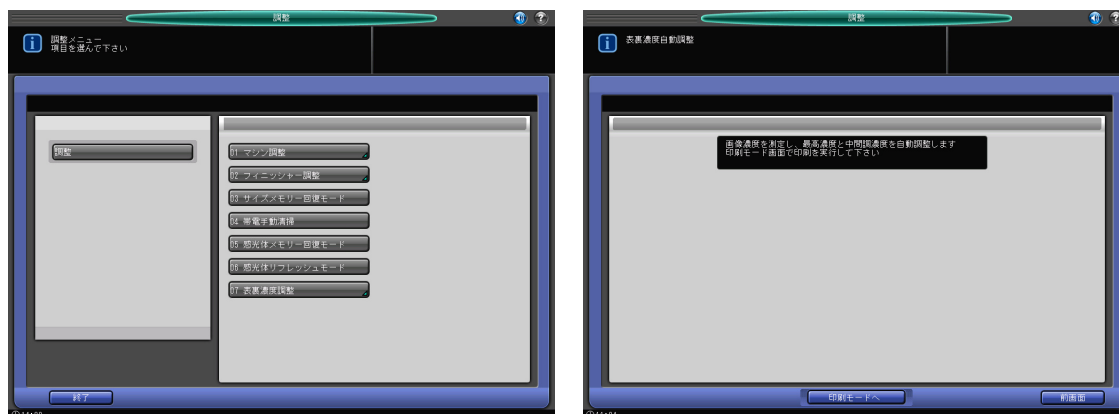 調整
調整メニュー
項目を選んで下さい
調整
01 マシン調整
02 フィニッシャー調整
03 サイズメモリー回復モード
04 帯電手動清掃
05 感光体メモリー回復モード
06 感光体リフレッシュモード
07 表裏濃度調整
終了
調整
表裏濃度自動調整
画像濃度を測定し、最高濃度と中間調濃度を自動調整します
印刷モード画面で印刷を実行して下さい
印刷モードへ
前画面